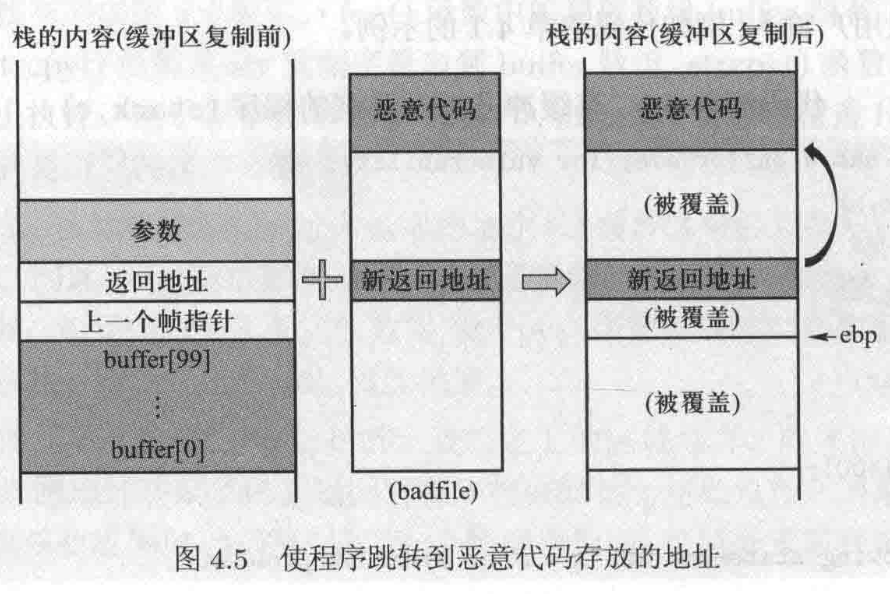 栈的内容(缓冲区复制前)
栈的内容(缓冲区复制后)
恶意代码
恶意代码
(被覆盖)
参数
返回地址
新返回地址
新返回地址
上一个帧指针
(被覆盖)
ebp
buffer[99]
⋮
buffer[0]
(被覆盖)
(badfile)
图 4.5 使程序跳转到恶意代码存放的地址